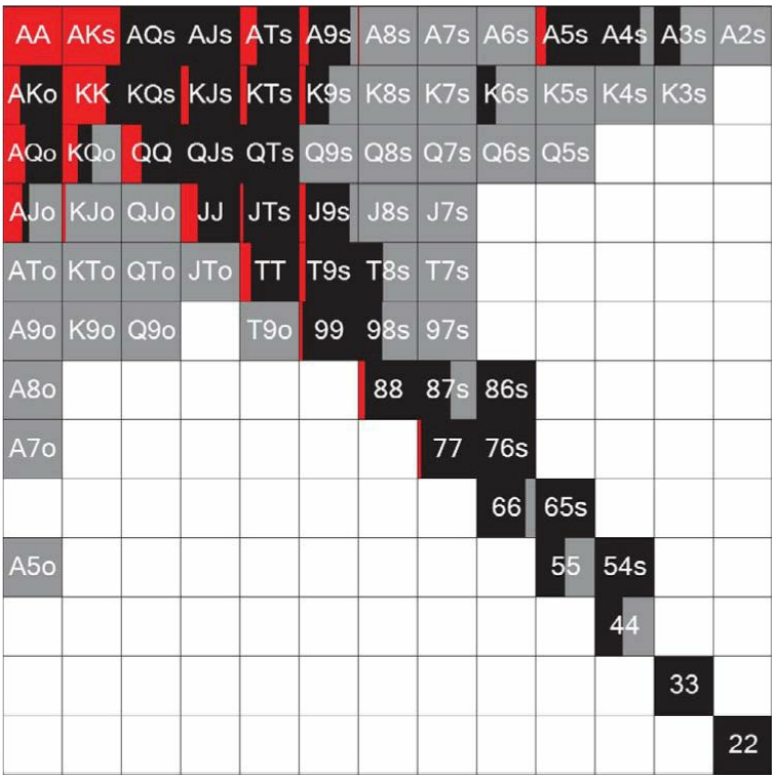 AA AKs AQs AJs ATs A9s A8s A7s A6s A5s A4s A3s A2s
AKo KK KQs KJs KTs K9s K8s K7s K6s K5s K4s K3s
AQo KQo QQ QJs QTs Q9s Q8s Q7s Q6s Q5s
AJo KJo QJo JJ JTs J9s J8s J7s
ATo KTo QTo JTo TT T9s T8s T7s
A9o K9o Q9o T9o 99 98s 97s
A8o 88 87s 86s
A7o 77 76s
66 65s
A5o 55 54s
44
33
22